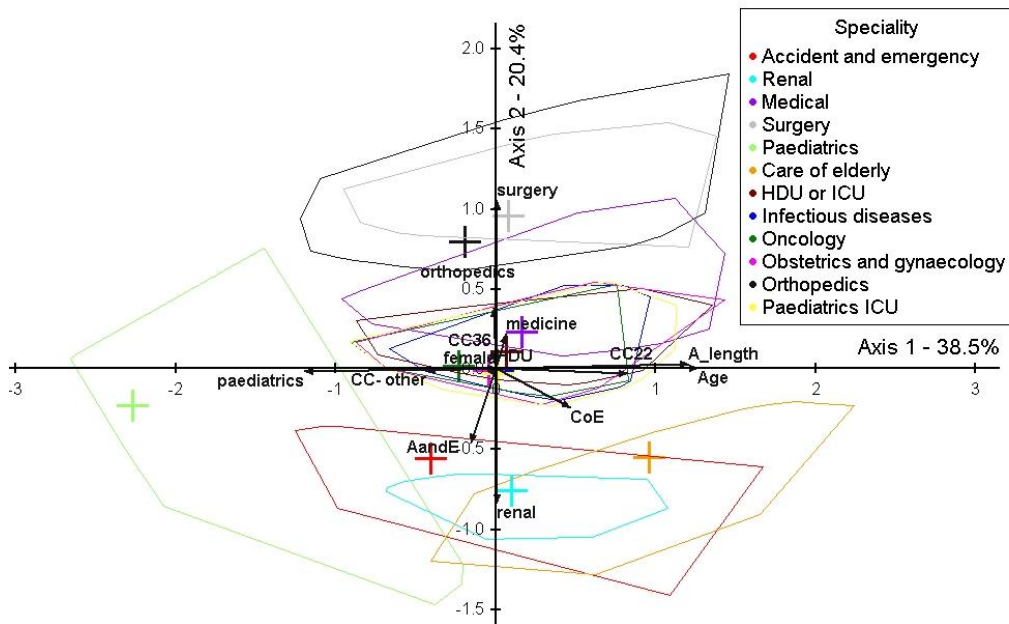 Axis 2 - 20.4%
2.0
1.5
1.0
0.5
-0.5
-1.0
-1.5
-3
-2
-1
1
2
3
Axis 1 - 38.5%
Speciality
Accident and emergency
Renal
Medical
Surgery
Paediatrics
Care of elderly
HDU or ICU
Infectious diseases
Oncology
Obstetrics and gynaecology
Orthopedics
Paediatrics ICU
surgery
orthopedics
medicine
CC36
female
CC22
A_length
Age
paediatrics
CC- other
CoE
AandE
renal